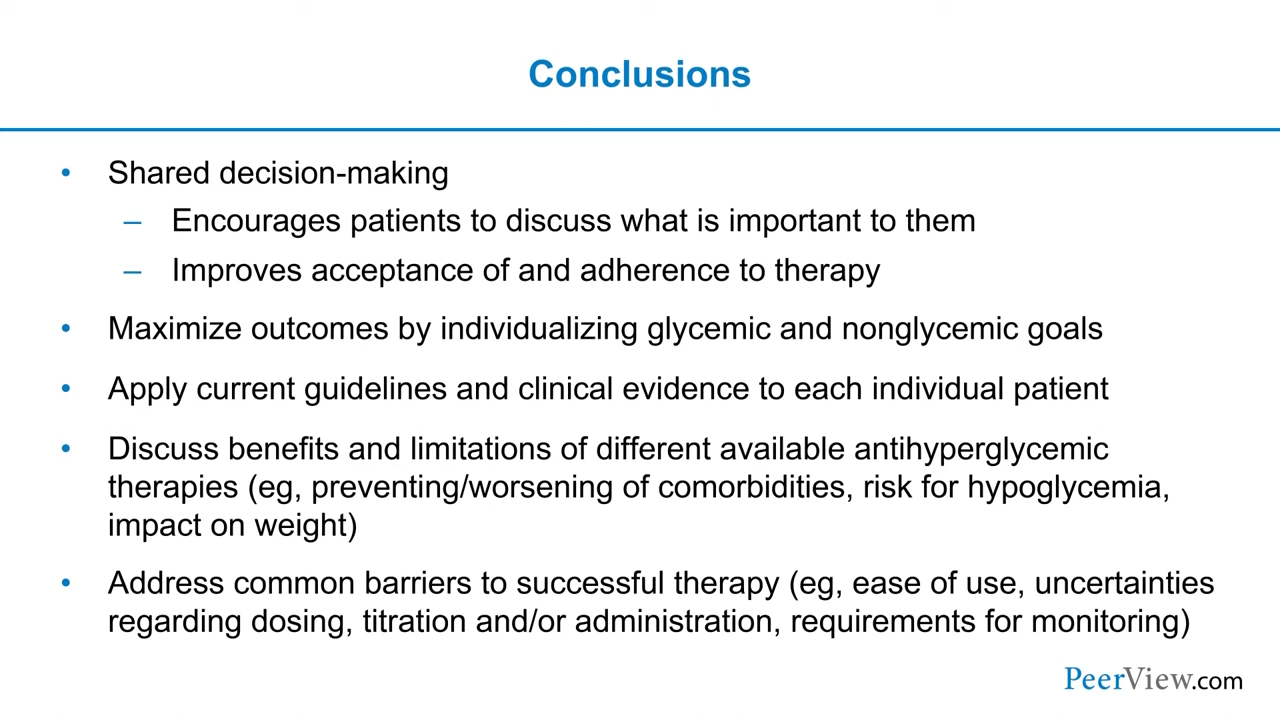 Conclusions
• Shared decision-making
– Encourages patients to discuss what is important to them
– Improves acceptance of and adherence to therapy
• Maximize outcomes by individualizing glycemic and nonglycemic goals
• Apply current guidelines and clinical evidence to each individual patient
• Discuss benefits and limitations of different available antihyperglycemic
therapies (eg, preventing/worsening of comorbidities, risk for hypoglycemia,
impact on weight)
• Address common barriers to successful therapy (eg, ease of use, uncertainties
regarding dosing, titration and/or administration, requirements for monitoring)
PeerView.com